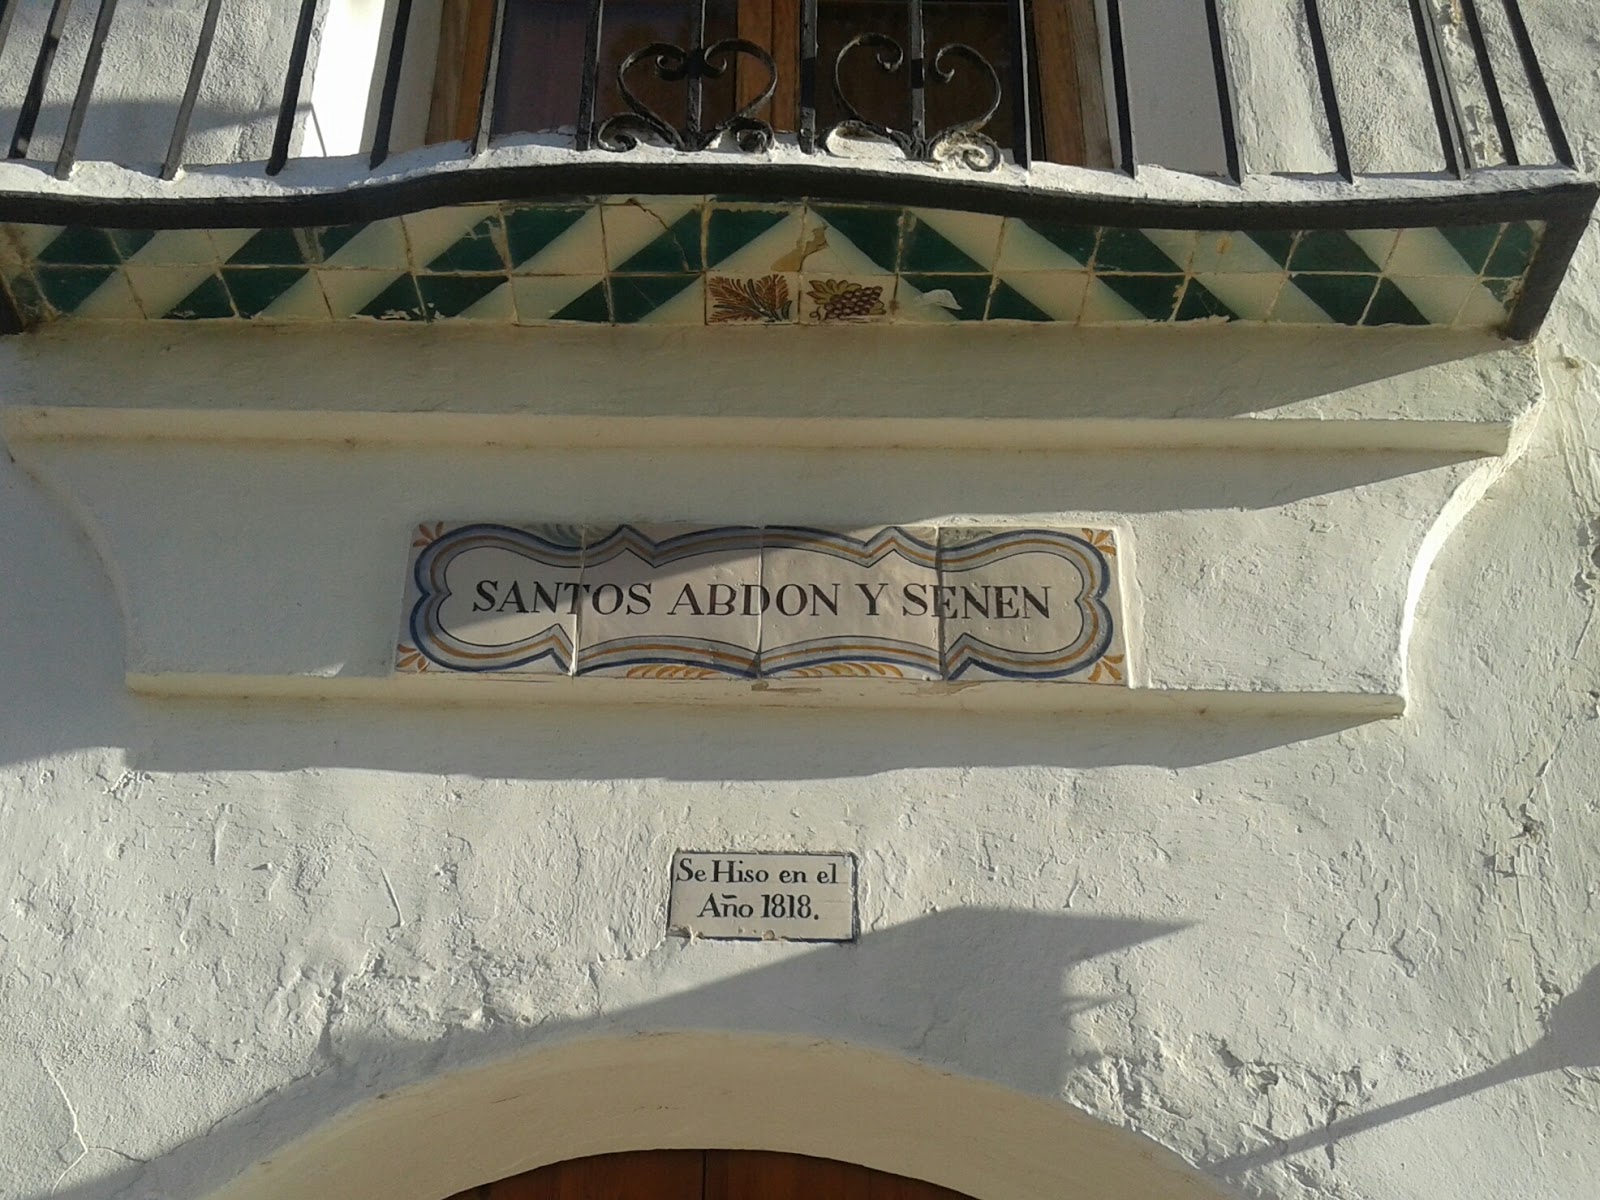 SANTOS ABDON Y SENEN
Se Hiso en el
Año 1818.